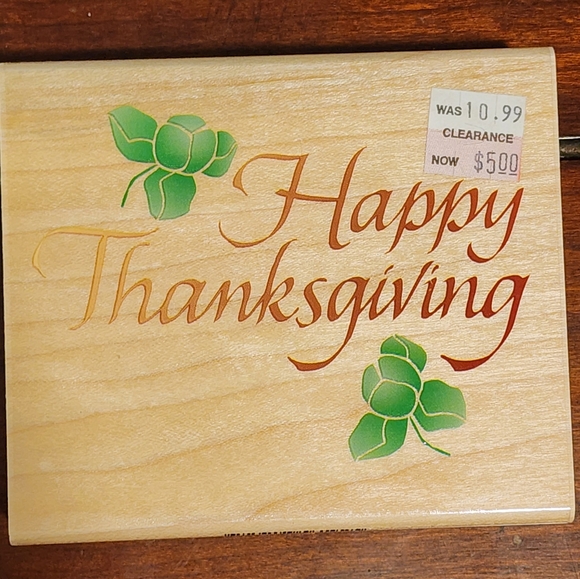 WAS 10.99
CLEARANCE
NOW $5.00
Happy
Thanksgiving